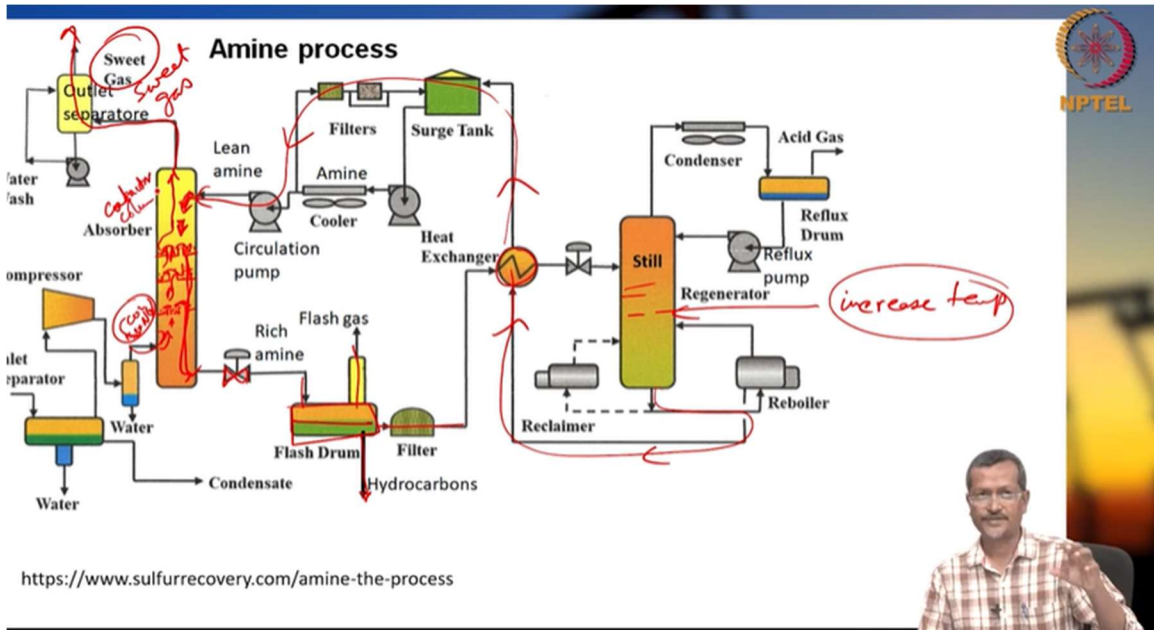 Amine process
NPTEL
Sweet
Gas
Sweet
gas
Outlet
separatore
ater
ash
Filters
Surge Tank
Lean
amine
Amine
Cooler
Circulation
pump
Absorber
Heat
Exchanger
Condenser
Acid Gas
Reflux
Drum
Reflux
pump
Still
Regenerator
increase temp
ompressor
Rich
amine
Flash gas
let
eparator
Water
Water
Flash Drum
Filter
Hydrocarbons
Condensate
Reclaimer
Reboiler
https://www.sulfurrecovery.com/amine-the-process